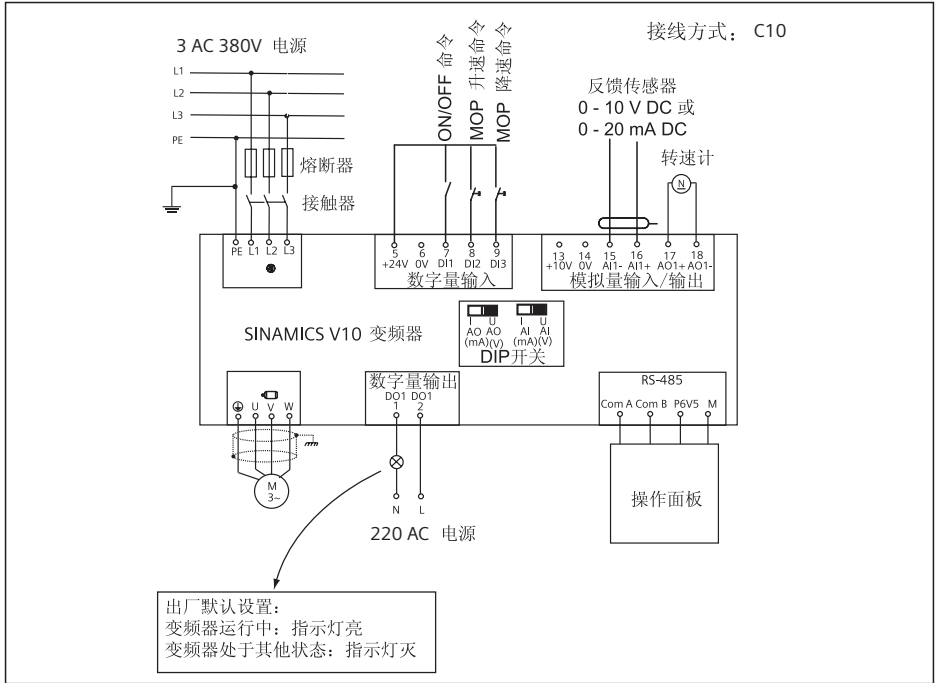 接线方式：C10
3 AC 380V 电源
L1
L2
L3
PE
熔断器
接触器
ON/OFF 命令
MOP 升速命令
MOP 降速命令
反馈传感器
0 - 10 V DC 或
0 - 20 mA DC
转速计
N
PE L1 L2 L3
5 6 7 8 9
+24V 0V DI1 DI2 DI3
数字量输入
13 14 15 16 17 18
+10V 0V AI1- AI1+ AO1+ AO1-
模拟量输入/输出
SINAMICS V10 变频器
I U I U
AO AO AI AI
(mA)(V) (mA)(V)
DIP开关
U V W
数字量输出
DO1 DO1
1 2
RS-485
Com A Com B P6V5 M
M
3~
N L
220 AC 电源
操作面板
出厂默认设置：
变频器运行中：指示灯亮
变频器处于其他状态：指示灯灭